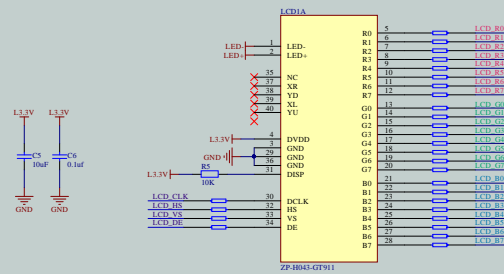 LCD1A
LED- 1 LED-
LED+ 2 LED+
35 NC
37 XR
38 YD
39 XL
40 YU
L3.3V 4 DVDD
3 GND
GND 29 GND
36 GND
L3.3V R5 10K 31 DISP
LCD_CLK 30 DCLK
LCD_HS 32 HS
LCD_VS 33 VS
LCD_DE 34 DE
R0 5 LCD_R0
R1 6 LCD_R1
R2 7 LCD_R2
R3 8 LCD_R3
R4 9 LCD_R4
R5 10 LCD_R5
R6 11 LCD_R6
R7 12 LCD_R7
G0 13 LCD_G0
G1 14 LCD_G1
G2 15 LCD_G2
G3 16 LCD_G3
G4 17 LCD_G4
G5 18 LCD_G5
G6 19 LCD_G6
G7 20 LCD_G7
B0 21 LCD_B0
B1 22 LCD_B1
B2 23 LCD_B2
B3 24 LCD_B3
B4 25 LCD_B4
B5 26 LCD_B5
B6 27 LCD_B6
B7 28 LCD_B7
ZP-H043-GT911
L3.3V L3.3V
C5 C6
10uF 0.1uf
GND GND